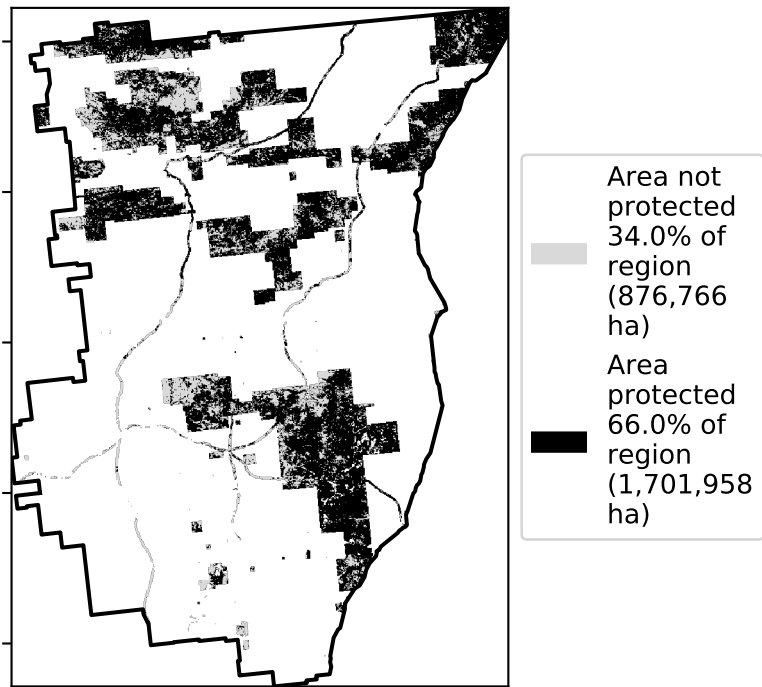 Area not
protected
34.0% of
region
(876,766
ha)
Area
protected
66.0% of
region
(1,701,958
ha)